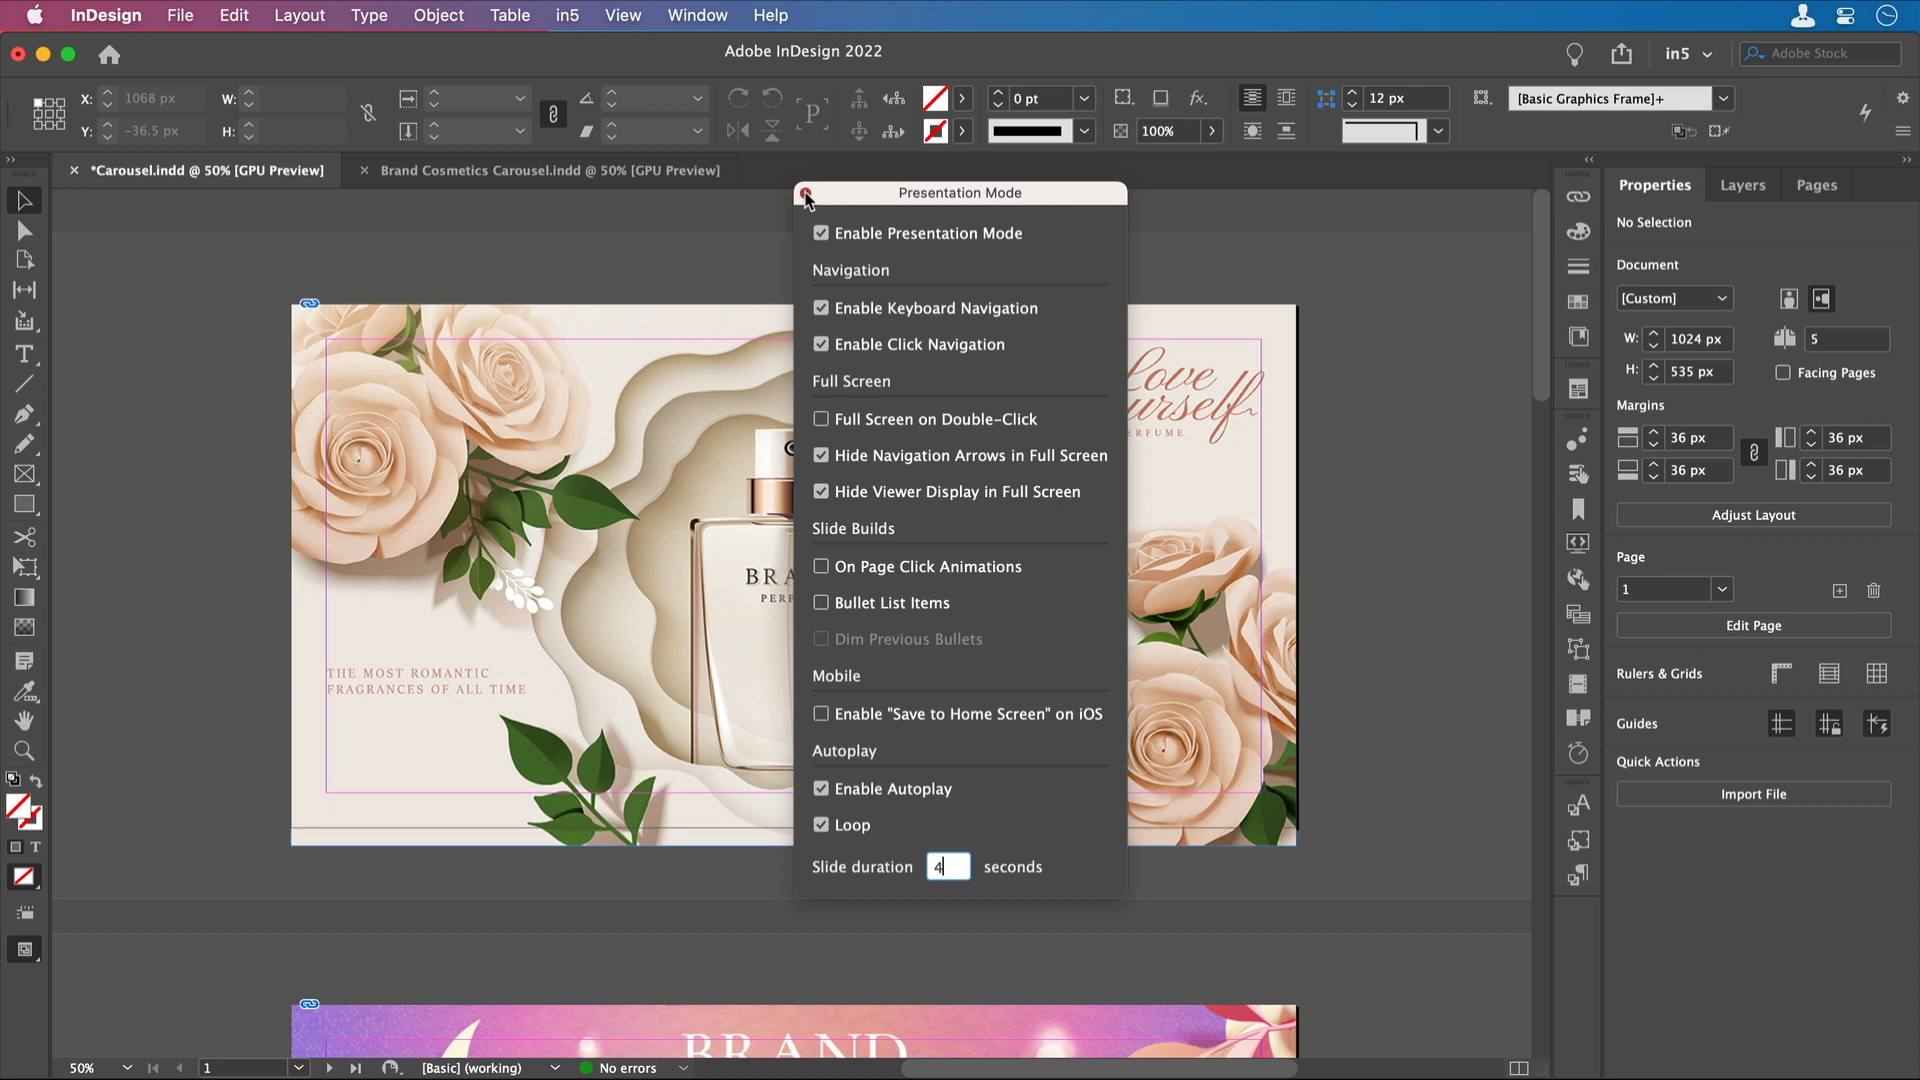 InDesign File Edit Layout Type Object Table in5 View Window Help
Adobe InDesign 2022
in5
Adobe Stock
X: 1068 px W: 0 pt 12 px [Basic Graphics Frame]+
Y: -36.5 px H: 100%
P
fx.
*Carousel.indd @ 50% [GPU Preview]
Brand Cosmetics Carousel.indd @ 50% [GPU Preview]
Presentation Mode
Enable Presentation Mode
Navigation
Enable Keyboard Navigation
Enable Click Navigation
Full Screen
Full Screen on Double-Click
Hide Navigation Arrows in Full Screen
Hide Viewer Display in Full Screen
Slide Builds
On Page Click Animations
Bullet List Items
Dim Previous Bullets
Mobile
Enable "Save to Home Screen" on iOS
Autoplay
Enable Autoplay
Loop
Slide duration 4 seconds
BRA
PERF
THE MOST ROMANTIC
FRAGRANCES OF ALL TIME
Love
urself
ERFUME
BRAND
Properties Layers Pages
No Selection
Document
[Custom]
W: 1024 px 5
H: 535 px Facing Pages
Margins
36 px 36 px
36 px 36 px
Adjust Layout
Page
1
Edit Page
Rulers & Grids
Guides
Quick Actions
Import File
50% 1 [Basic] (working) No errors